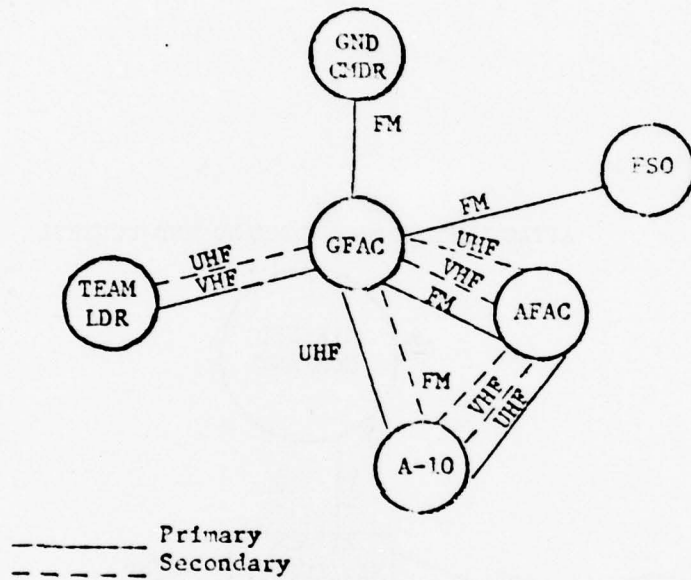 GND
CMDR
FM
FSO
FM
GFAC
UHF
VHF
FM
UHF
VHF
TEAM
LDR
AFAC
UHF
FM
VHF
UHF
A-10
Primary
Secondary